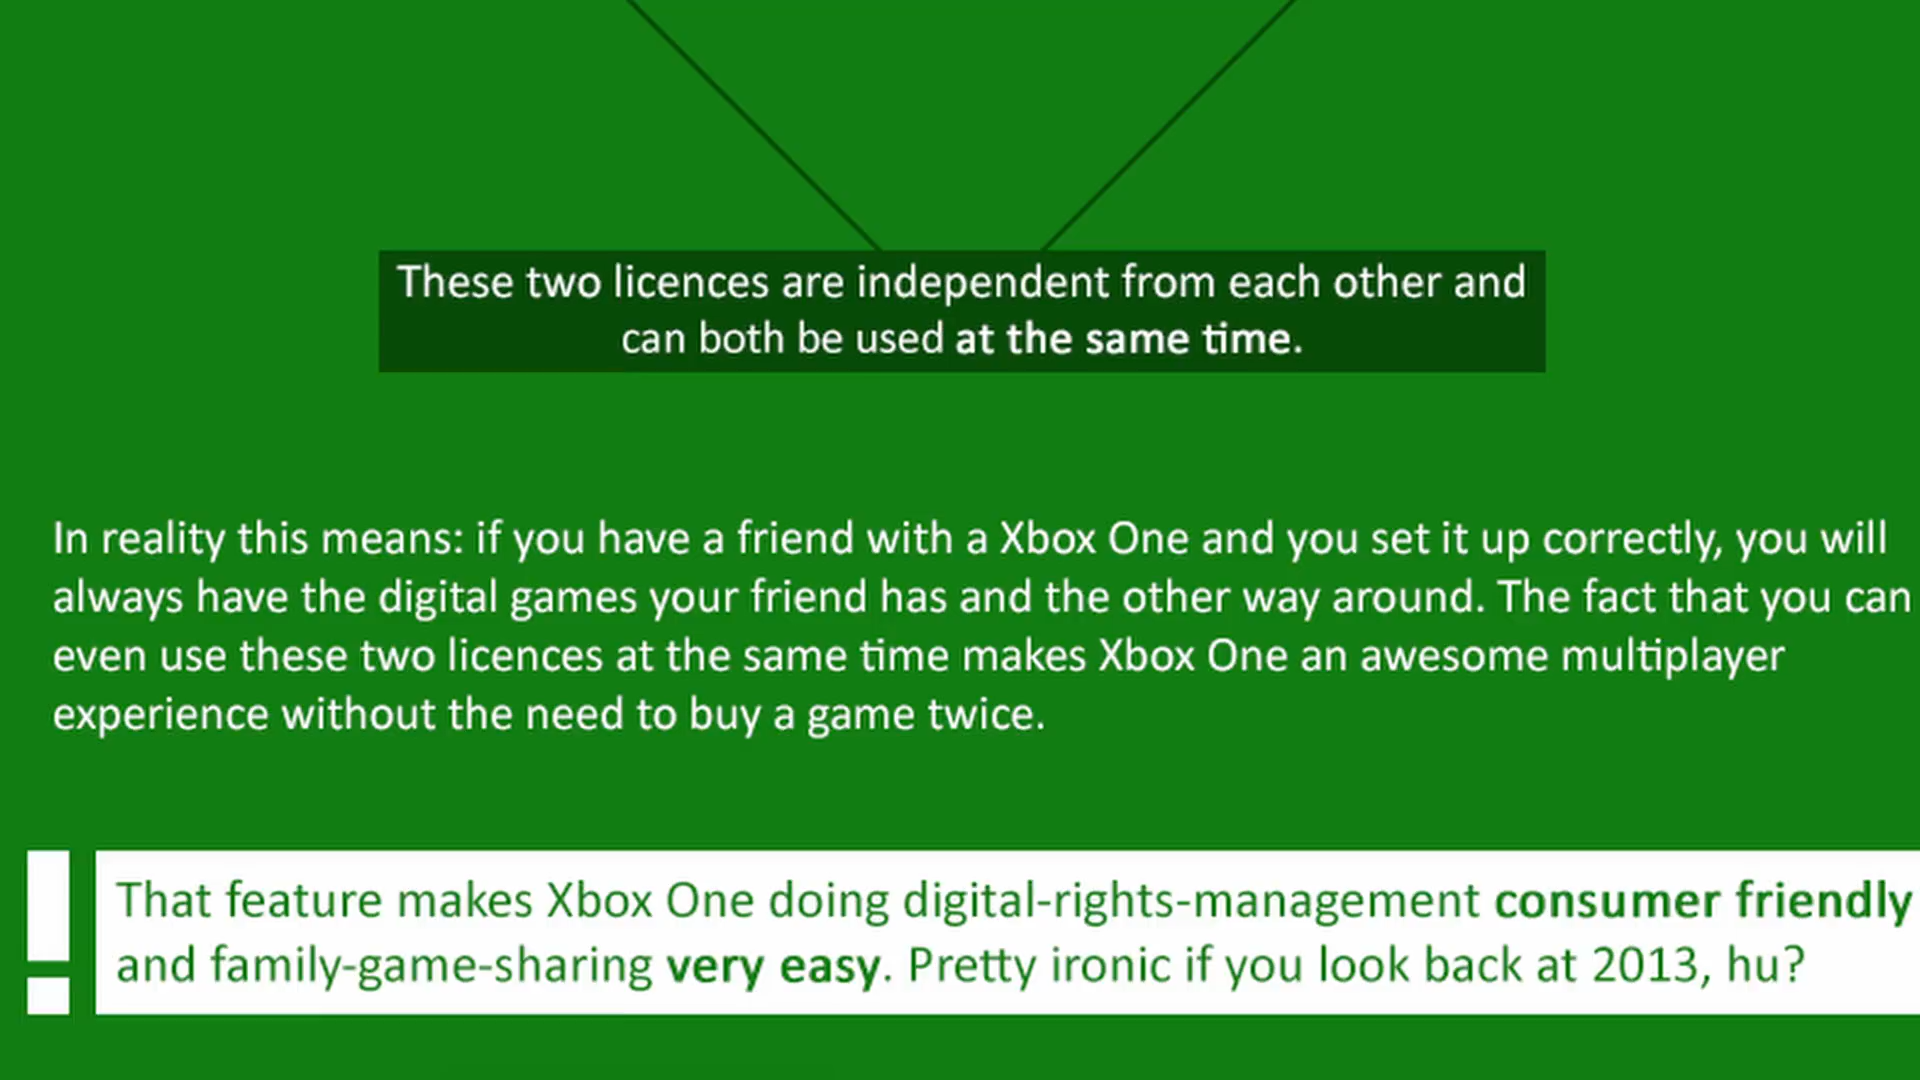 These two licences are independent from each other and
can both be used at the same time.
In reality this means: if you have a friend with a Xbox One and you set it up correctly, you will
always have the digital games your friend has and the other way around. The fact that you can
even use these two licences at the same time makes Xbox One an awesome multiplayer
experience without the need to buy a game twice.
That feature makes Xbox One doing digital-rights-management consumer friendly
and family-game-sharing very easy. Pretty ironic if you look back at 2013, hu?